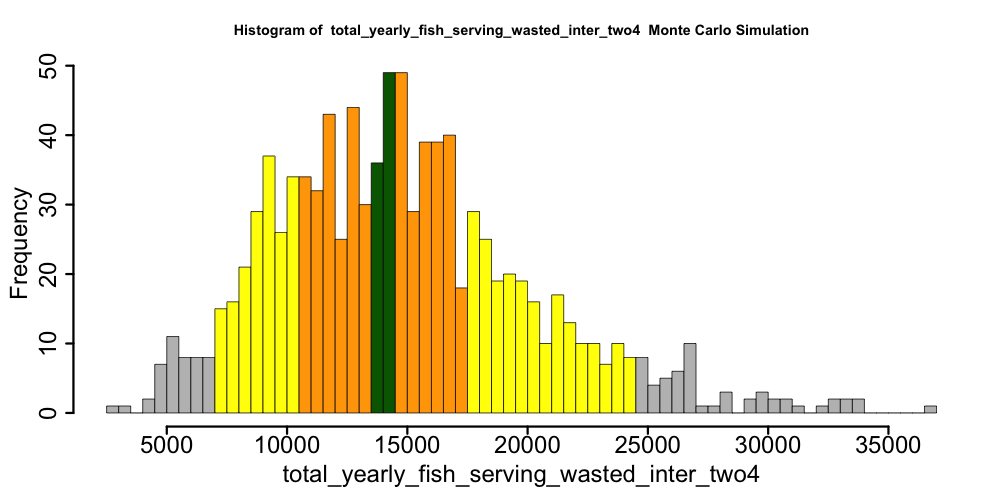 Histogram of  total_yearly_fish_serving_wasted_inter_two4  Monte Carlo Simulation
50
40
30
20
10
0
Frequency
5000 10000 15000 20000 25000 30000 35000
total_yearly_fish_serving_wasted_inter_two4